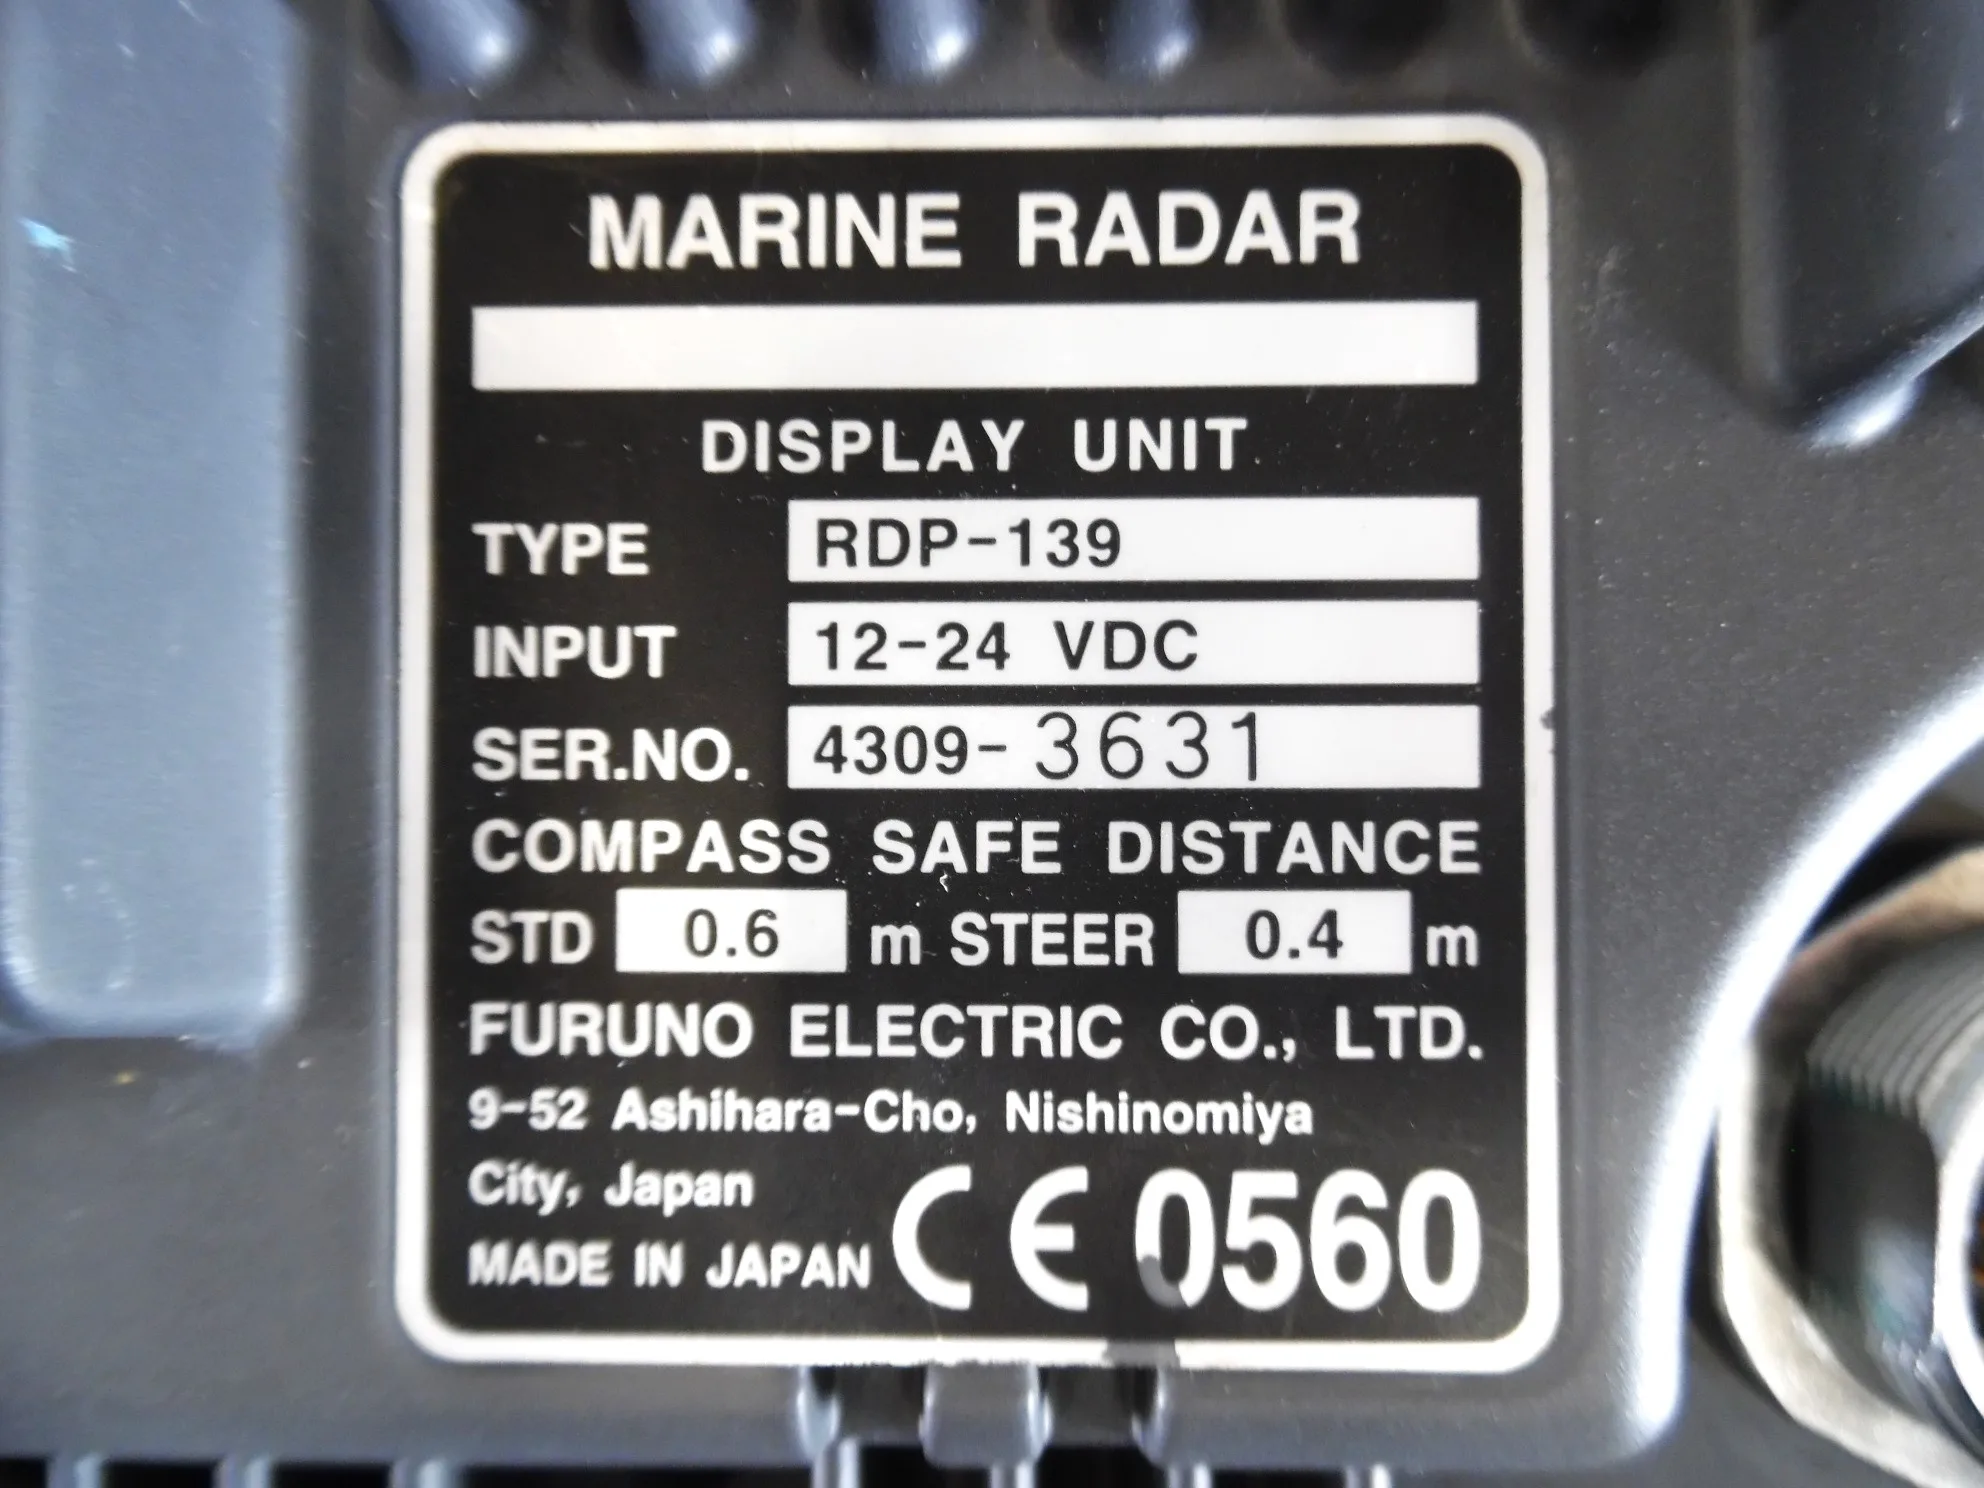 MARINE RADAR
DISPLAY UNIT
TYPE RDP-139
INPUT 12-24 VDC
SER.NO. 4309-3631
COMPASS SAFE DISTANCE
STD 0.6 m STEER 0.4 m
FURUNO ELECTRIC CO., LTD.
9-52 Ashihara-Cho, Nishinomiya
City, Japan
MADE IN JAPAN CE 0560